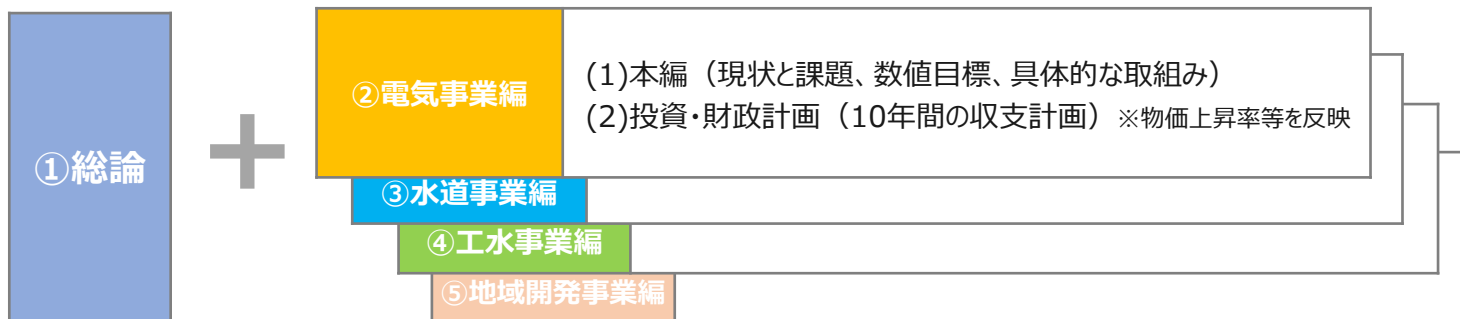 ①総論
②電気事業編
(1)本編（現状と課題、数値目標、具体的な取組み）
(2)投資・財政計画（10年間の収支計画）※物価上昇率等を反映
③水道事業編
④工水事業編
⑤地域開発事業編